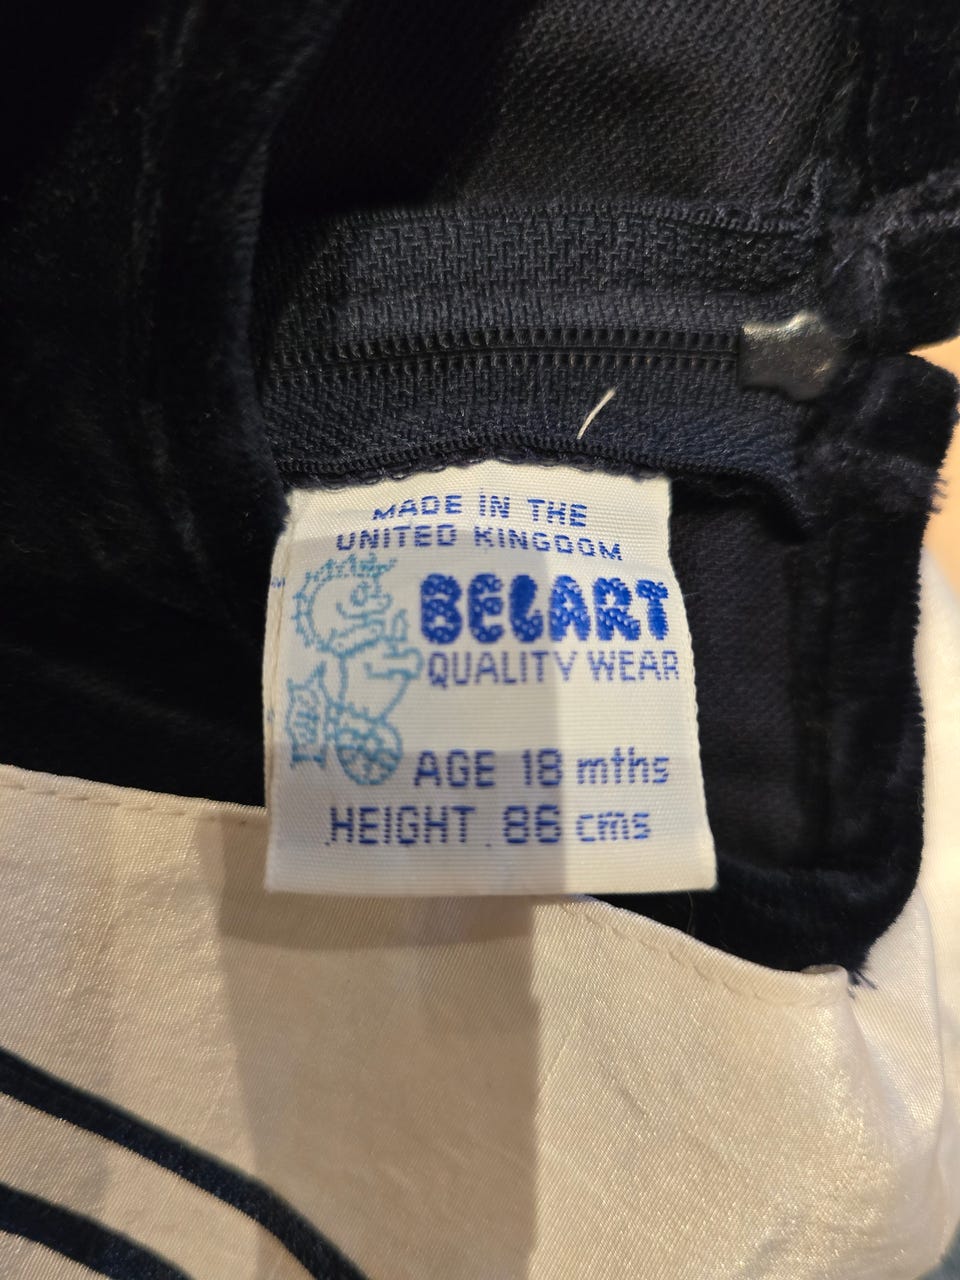 MADE IN THE
UNITED KINGDOM
BELART
QUALITY WEAR
AGE 18 mths
HEIGHT 86 cms